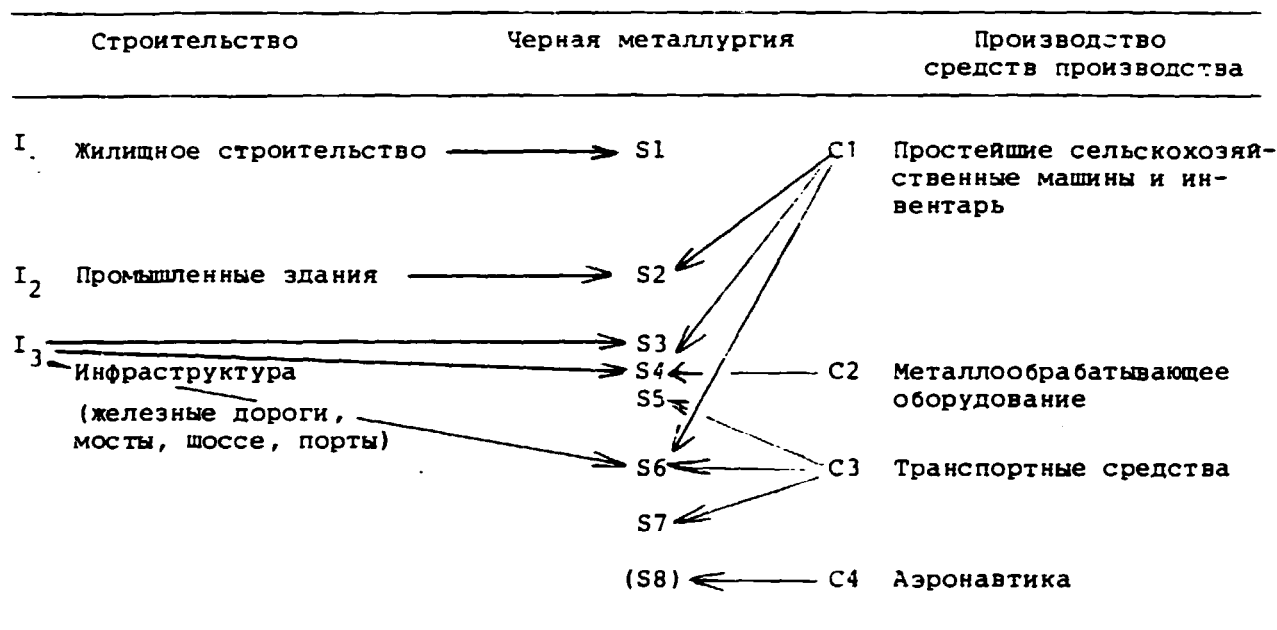 Строительство Черная металлургия Производство
средств производства
I. Жилищное строительство S1 C1 Простейшие сельскохозяй-
ственные машины и ин-
вентарь
I2 Промышленные здания S2
I3 S3
Инфраструктура S4 C2 Металлообрабатывающее
S5 оборудование
(железные дороги,
мосты, шоссе, порты)
S6 C3 Транспортные средства
S7
(S8) C4 Аэронавтика